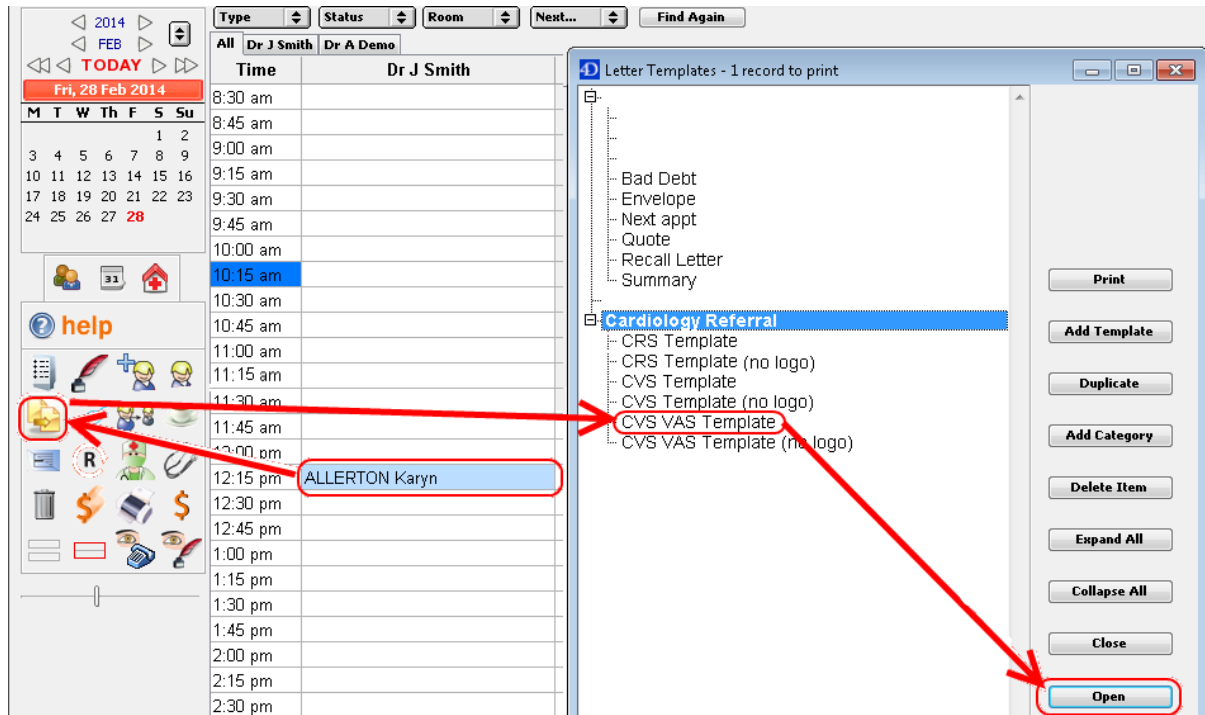 2014
FEB
TODAY
Fri, 28 Feb 2014
M T W Th F S Su
1 2
3 4 5 6 7 8 9
10 11 12 13 14 15 16
17 18 19 20 21 22 23
24 25 26 27 28
31
help
R
$ $
Type Status Room Next... Find Again
All Dr J Smith Dr A Demo
Time Dr J Smith
8:30 am
8:45 am
9:00 am
9:15 am
9:30 am
9:45 am
10:00 am
10:15 am
10:30 am
10:45 am
11:00 am
11:15 am
11:30 am
11:45 am
12:00 pm
12:15 pm ALLERTON Karyn
12:30 pm
12:45 pm
1:00 pm
1:15 pm
1:30 pm
1:45 pm
2:00 pm
2:15 pm
2:30 pm
4D Letter Templates - 1 record to print
Bad Debt
Envelope
Next appt
Quote
Recall Letter
Summary
Cardiology Referral
CRS Template
CRS Template (no logo)
CVS Template
CVS Template (no logo)
CVS VAS Template
CVS VAS Template (no logo)
Print
Add Template
Duplicate
Add Category
Delete Item
Expand All
Collapse All
Close
Open